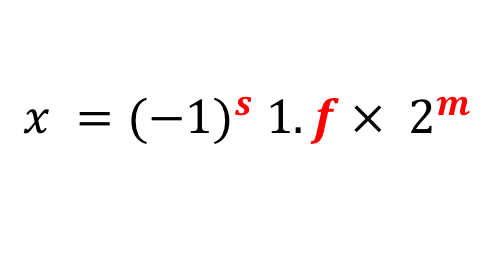 x = (−1)^s 1.f × 2^m